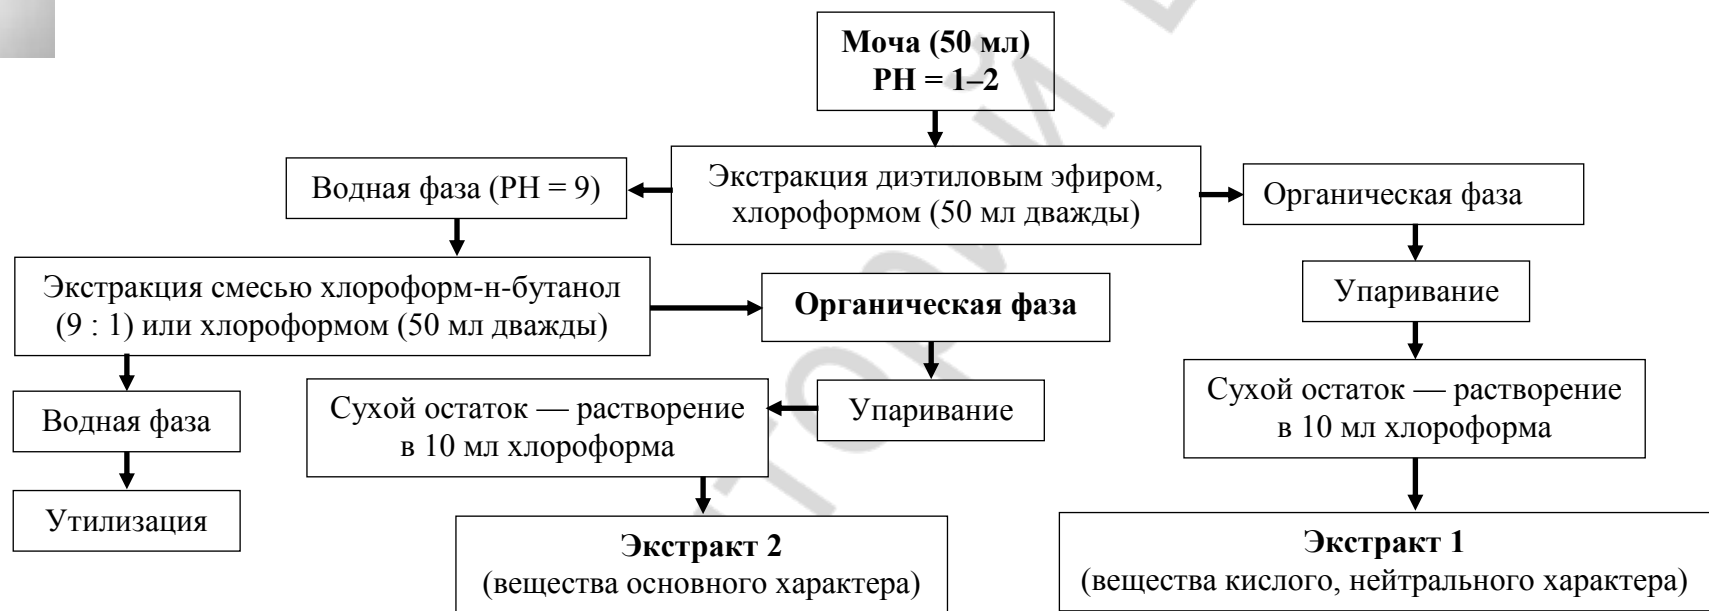 Моча (50 мл)
РН = 1–2
Экстракция диэтиловым эфиром,
хлороформом (50 мл дважды)
Водная фаза (РН = 9)
Органическая фаза
Экстракция смесью хлороформ-н-бутанол
(9 : 1) или хлороформом (50 мл дважды)
Органическая фаза
Упаривание
Водная фаза
Сухой остаток — растворение
в 10 мл хлороформа
Упаривание
Сухой остаток — растворение
в 10 мл хлороформа
Утилизация
Экстракт 2
(вещества основного характера)
Экстракт 1
(вещества кислого, нейтрального характера)